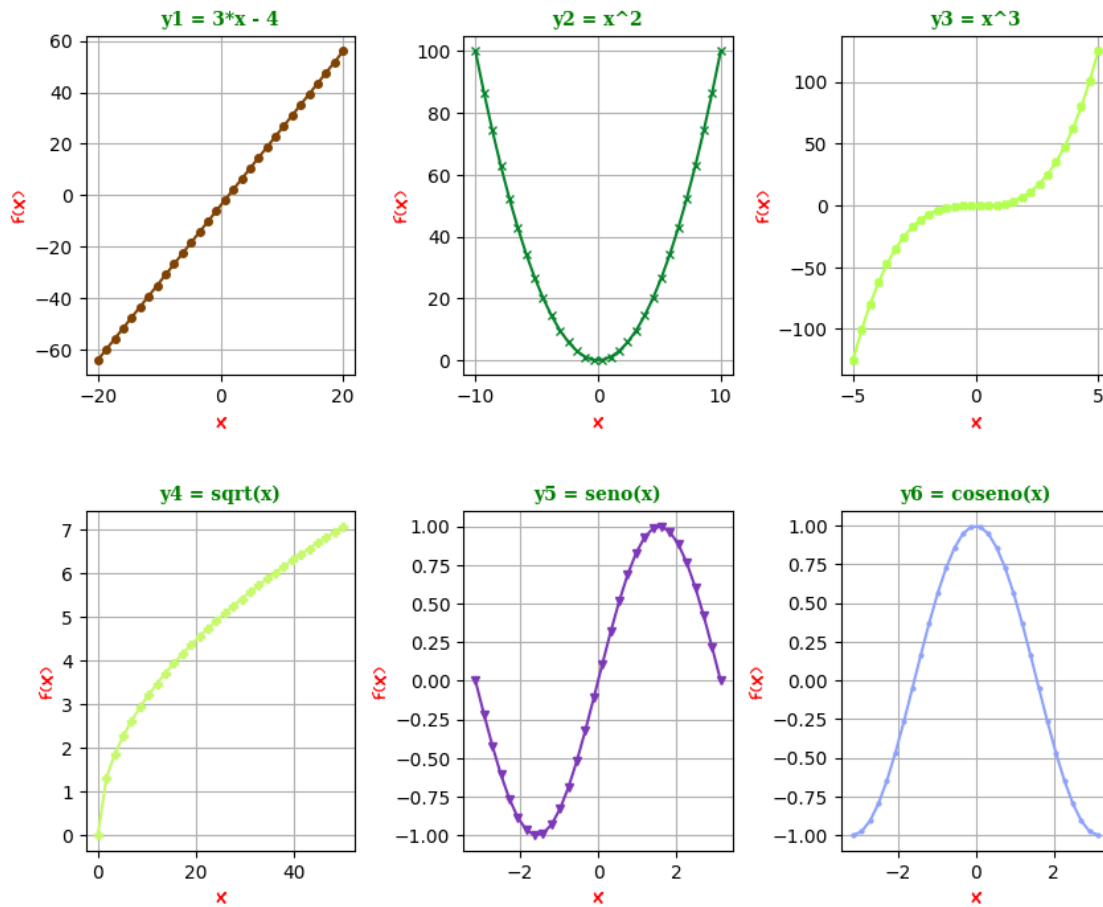 y1 = 3*x - 4
60
40
20
0
−20
−40
−60
−20 0 20
f(x)
x
y2 = x^2
100
80
60
40
20
0
−10 0 10
f(x)
x
y3 = x^3
100
50
0
−50
−100
−5 0 5
f(x)
x
y4 = sqrt(x)
7
6
5
4
3
2
1
0
0 20 40
f(x)
x
y5 = seno(x)
1.00
0.75
0.50
0.25
0.00
−0.25
−0.50
−0.75
−1.00
−2 0 2
f(x)
x
y6 = coseno(x)
1.00
0.75
0.50
0.25
0.00
−0.25
−0.50
−0.75
−1.00
−2 0 2
f(x)
x